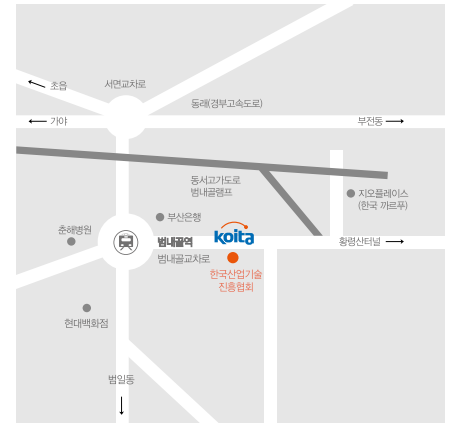 서면교차로
초읍
동래(경부고속도로)
가야
부전동
동서고가도로
범내골램프
지오플레이스
(한국 까르푸)
부산은행
춘해병원
범내골역
koita
황령산터널
범내골교차로
한국산업기술
진흥협회
현대백화점
범일동